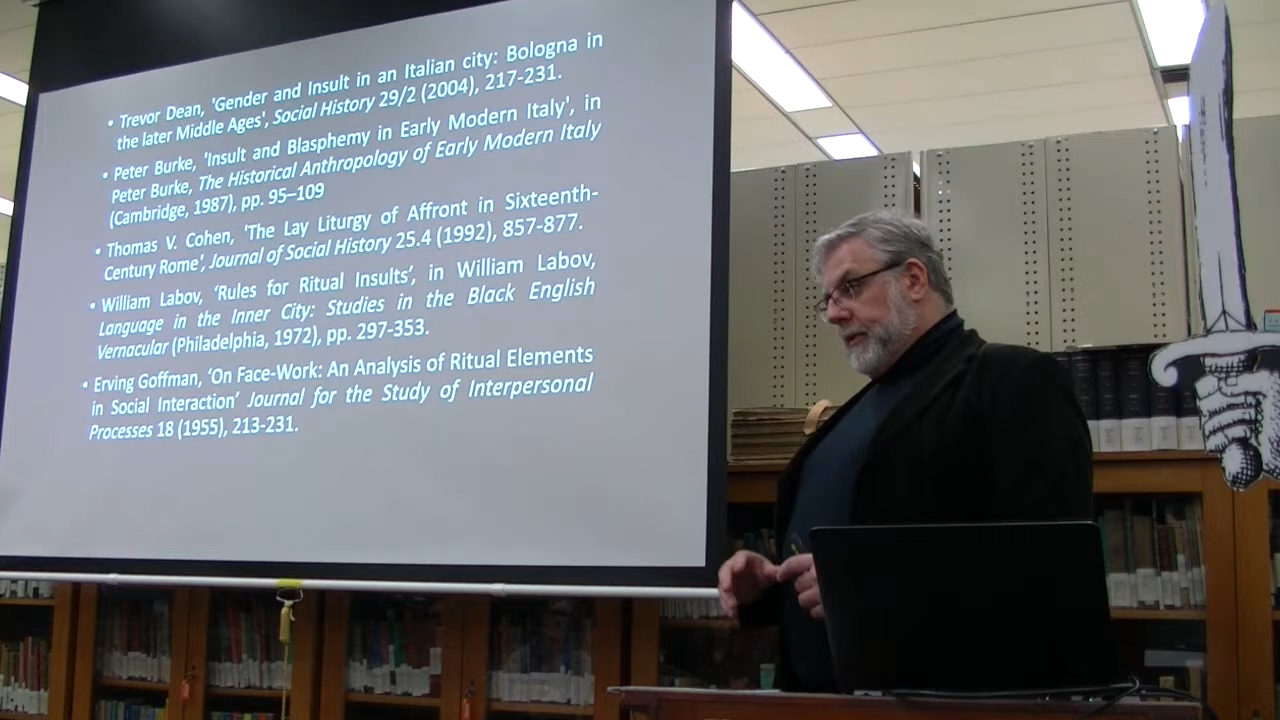 • Trevor Dean, 'Gender and Insult in an Italian city: Bologna in
the later Middle Ages', Social History 29/2 (2004), 217-231.
• Peter Burke, 'Insult and Blasphemy in Early Modern Italy', in
Peter Burke, The Historical Anthropology of Early Modern Italy
(Cambridge, 1987), pp. 95–109
• Thomas V. Cohen, 'The Lay Liturgy of Affront in Sixteenth-
Century Rome', Journal of Social History 25.4 (1992), 857-877.
• William Labov, ‘Rules for Ritual Insults’, in William Labov,
Language in the Inner City: Studies in the Black English
Vernacular (Philadelphia, 1972), pp. 297-353.
• Erving Goffman, ‘On Face-Work: An Analysis of Ritual Elements
in Social Interaction’ Journal for the Study of Interpersonal
Processes 18 (1955), 213-231.